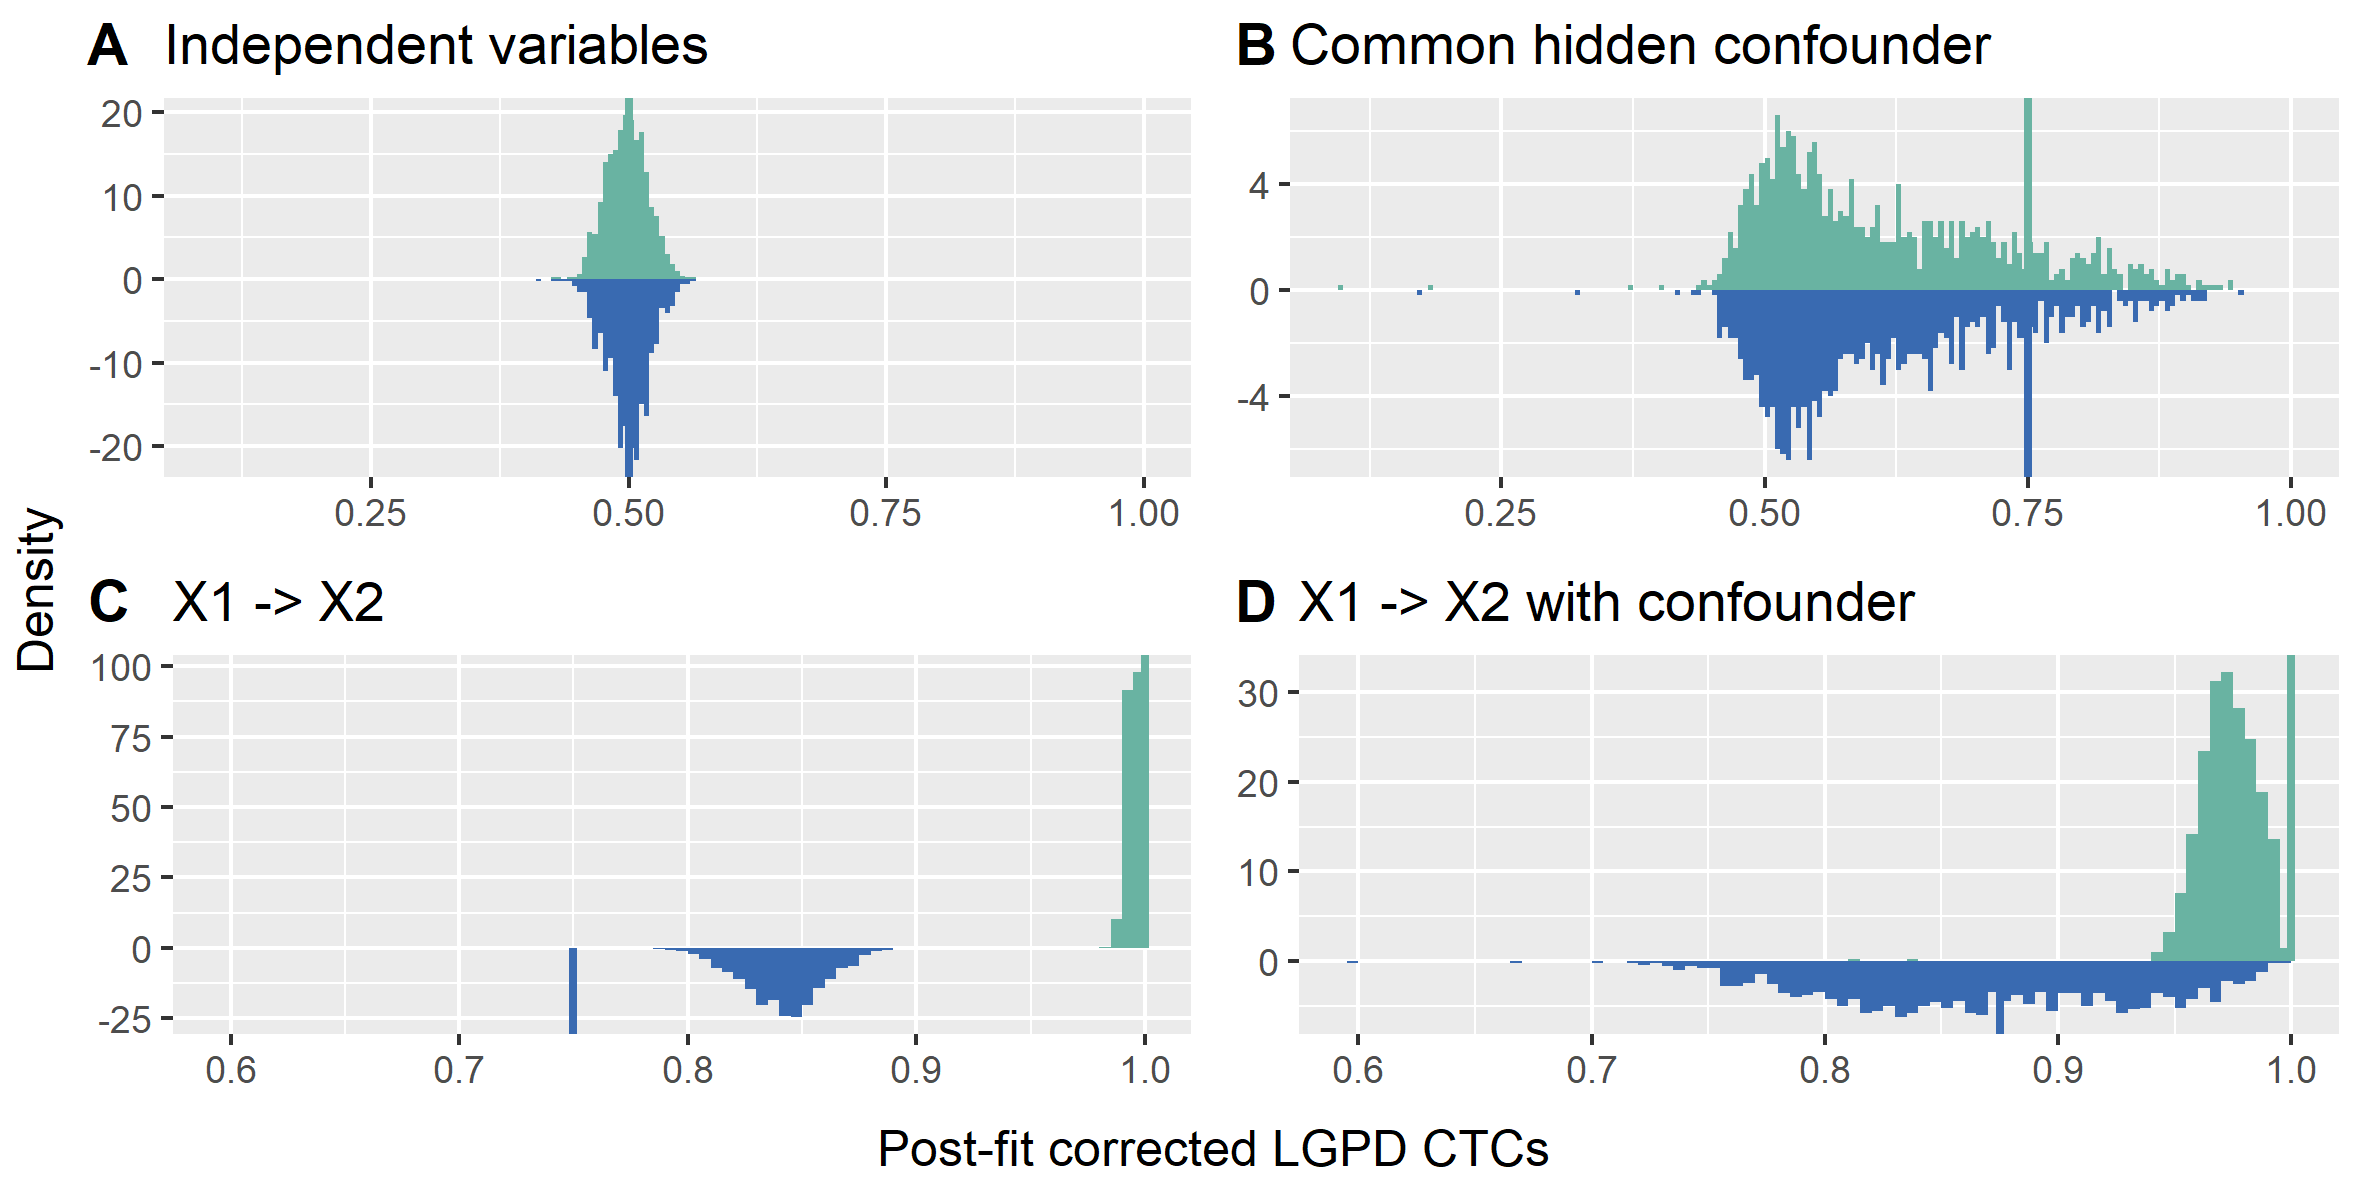 A Independent variables
B Common hidden confounder
20
10
0
-10
-20
0.25 0.50 0.75 1.00
4
0
-4
0.25 0.50 0.75 1.00
Density
C X1 -> X2
D X1 -> X2 with confounder
100
75
50
25
0
-25
0.6 0.7 0.8 0.9 1.0
30
20
10
0
0.6 0.7 0.8 0.9 1.0
Post-fit corrected LGPD CTCs